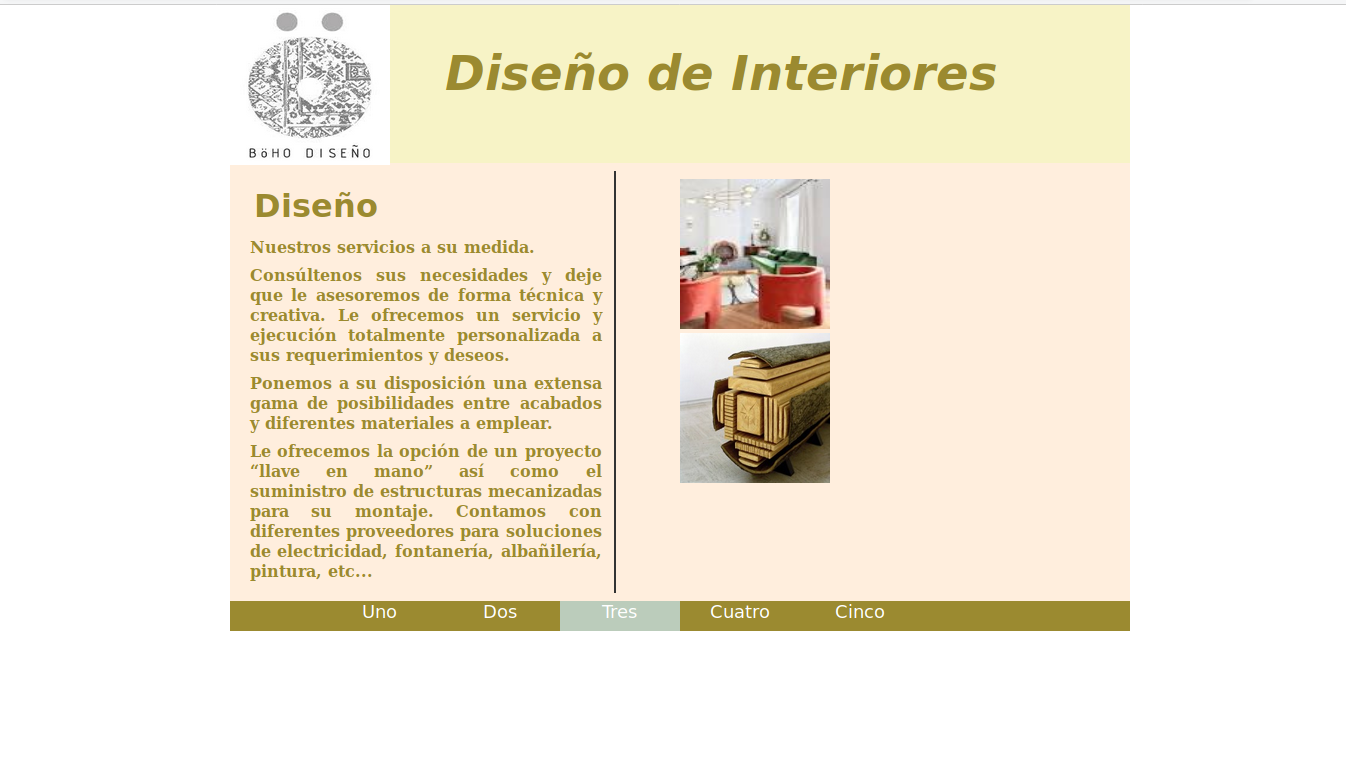 BöHO DISEÑO
Diseño de Interiores
Diseño
Nuestros servicios a su medida.
Consúltenos sus necesidades y deje
que le asesoremos de forma técnica y
creativa. Le ofrecemos un servicio y
ejecución totalmente personalizada a
sus requerimientos y deseos.
Ponemos a su disposición una extensa
gama de posibilidades entre acabados
y diferentes materiales a emplear.
Le ofrecemos la opción de un proyecto
“llave en mano” así como el
suministro de estructuras mecanizadas
para su montaje. Contamos con
diferentes proveedores para soluciones
de electricidad, fontanería, albañilería,
pintura, etc...
Uno Dos Tres Cuatro Cinco